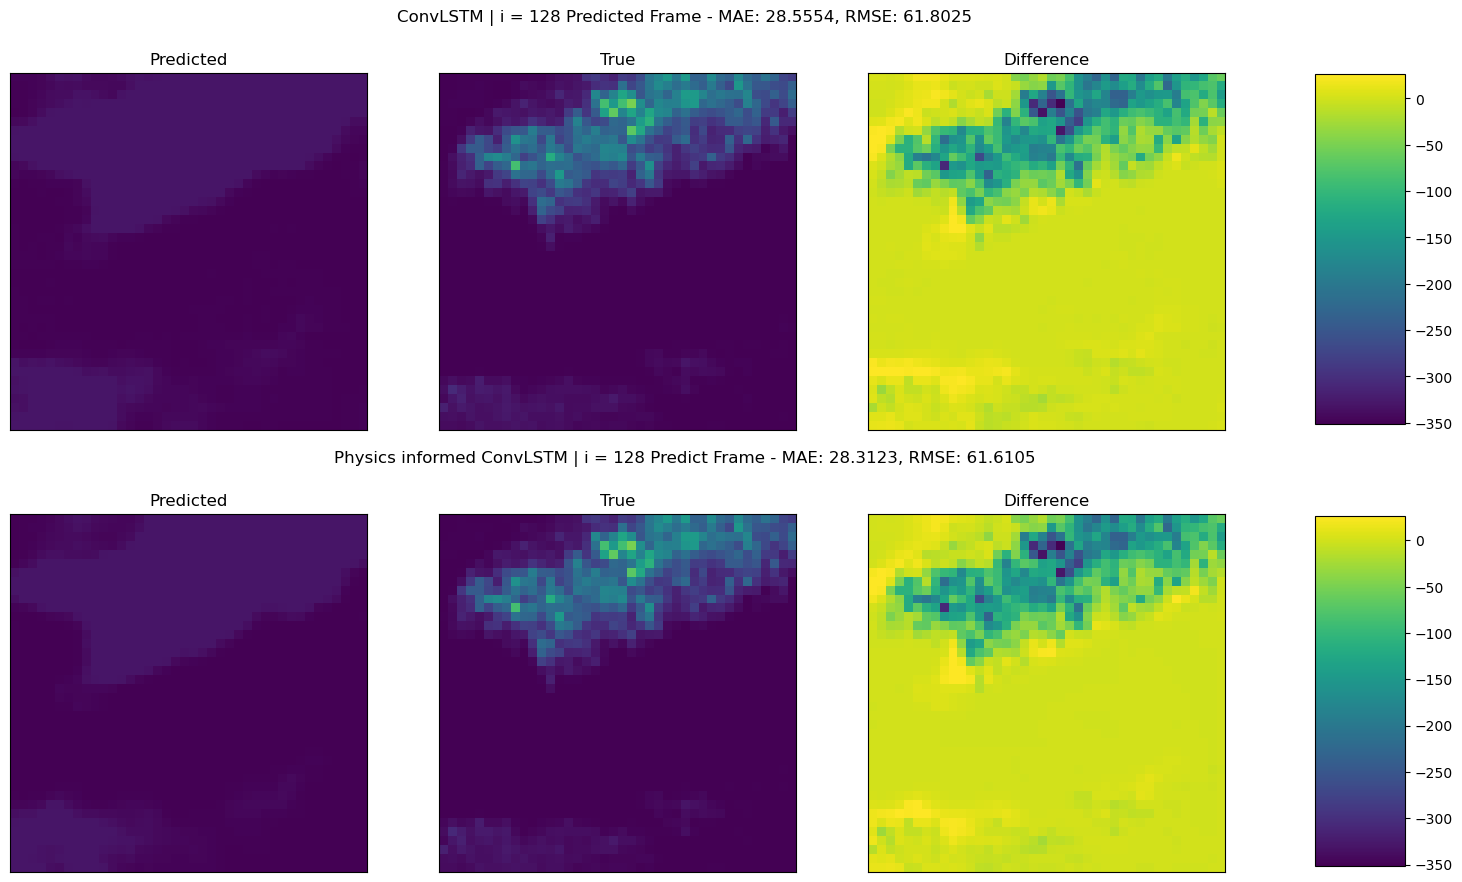 ConvLSTM | i = 128 Predicted Frame - MAE: 28.5554, RMSE: 61.8025
Predicted
True
Difference
0
−50
−100
−150
−200
−250
−300
−350
Physics informed ConvLSTM | i = 128 Predict Frame - MAE: 28.3123, RMSE: 61.6105
Predicted
True
Difference
0
−50
−100
−150
−200
−250
−300
−350